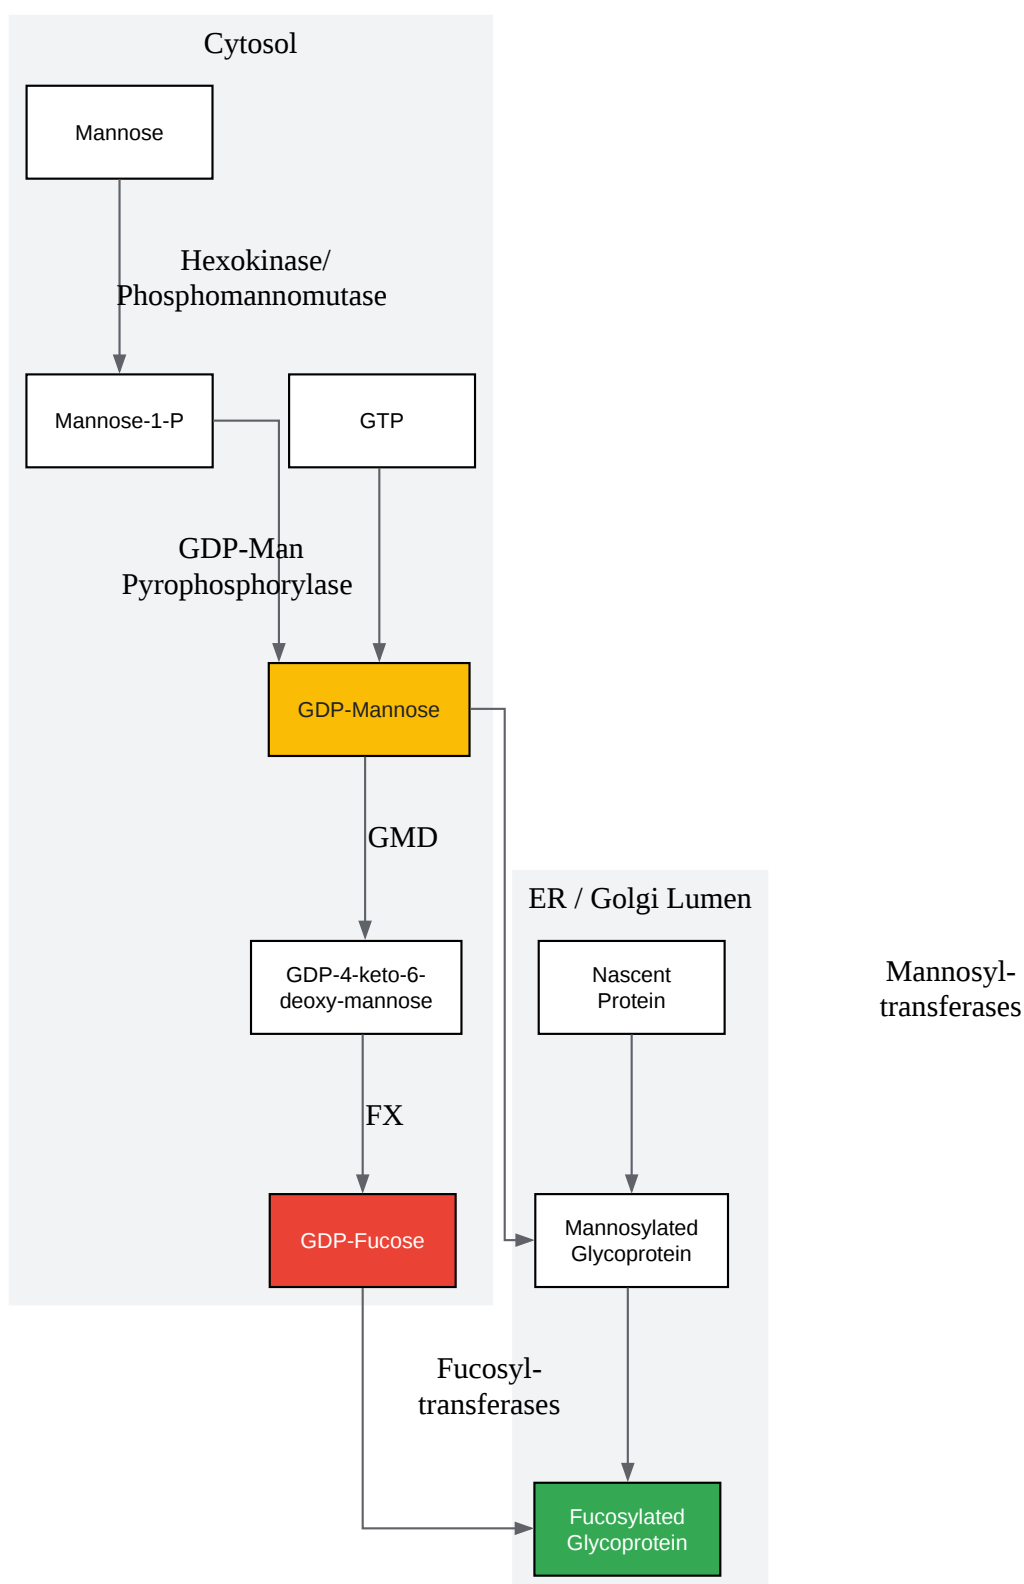 Cytosol
Mannose
Hexokinase/
Phosphomannomutase
Mannose-1-P
GTP
GDP-Man
Pyrophosphorylase
GDP-Mannose
GMD
ER / Golgi Lumen
GDP-4-keto-6-
deoxy-mannose
Nascent
Protein
Mannosyl-
transferases
FX
GDP-Fucose
Mannosylated
Glycoprotein
Fucosyl-
transferases
Fucosylated
Glycoprotein